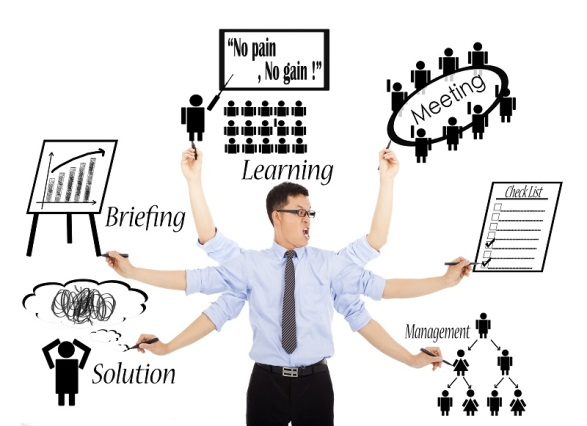 “No pain
, No gain !”
Learning
Meeting
Briefing
Check List
Solution
Management